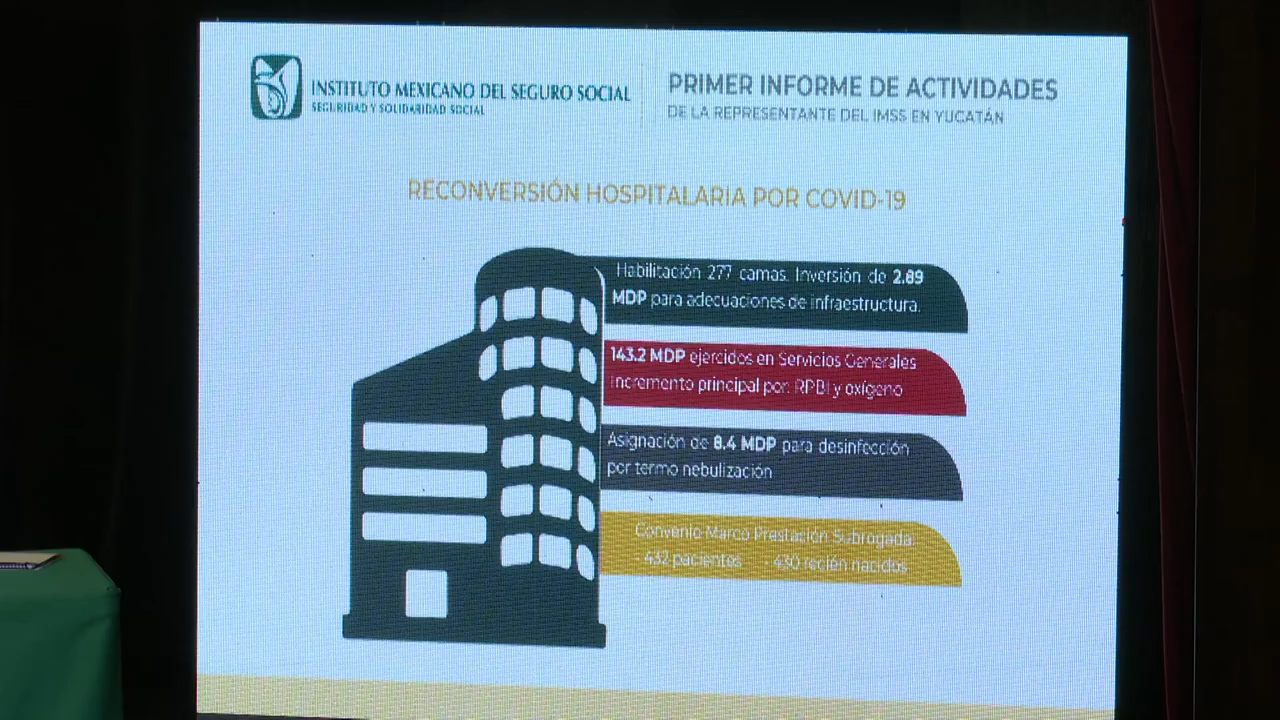 INSTITUTO MEXICANO DEL SEGURO SOCIAL
SEGURIDAD Y SOLIDARIDAD SOCIAL
PRIMER INFORME DE ACTIVIDADES
DE LA REPRESENTANTE DEL IMSS EN YUCATÁN
RECONVERSIÓN HOSPITALARIA POR COVID-19
Habilitación 277 camas. Inversión de 2.89
MDP para adecuaciones de infraestructura.
143.2 MDP ejercidos en Servicios Generales
Incremento principal por: RPBI y oxígeno
Asignación de 8.4 MDP para desinfección
por termo nebulización
Convenio Marco Prestación Subrogada
- 432 pacientes - 430 recién nacidos